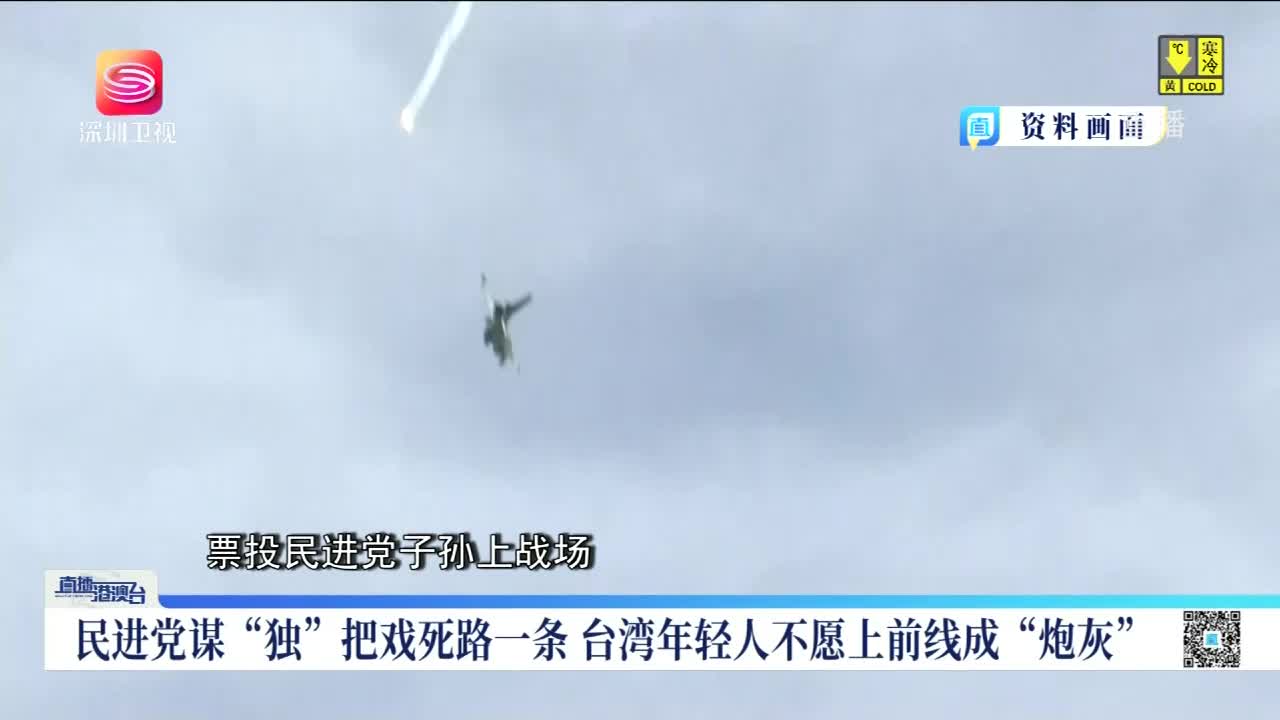 深圳卫视
℃
寒冷
黄 COLD
直 资料画面 播
票投民进党子孙上战场
直播港澳台
民进党谋“独”把戏死路一条 台湾年轻人不愿上前线成“炮灰”